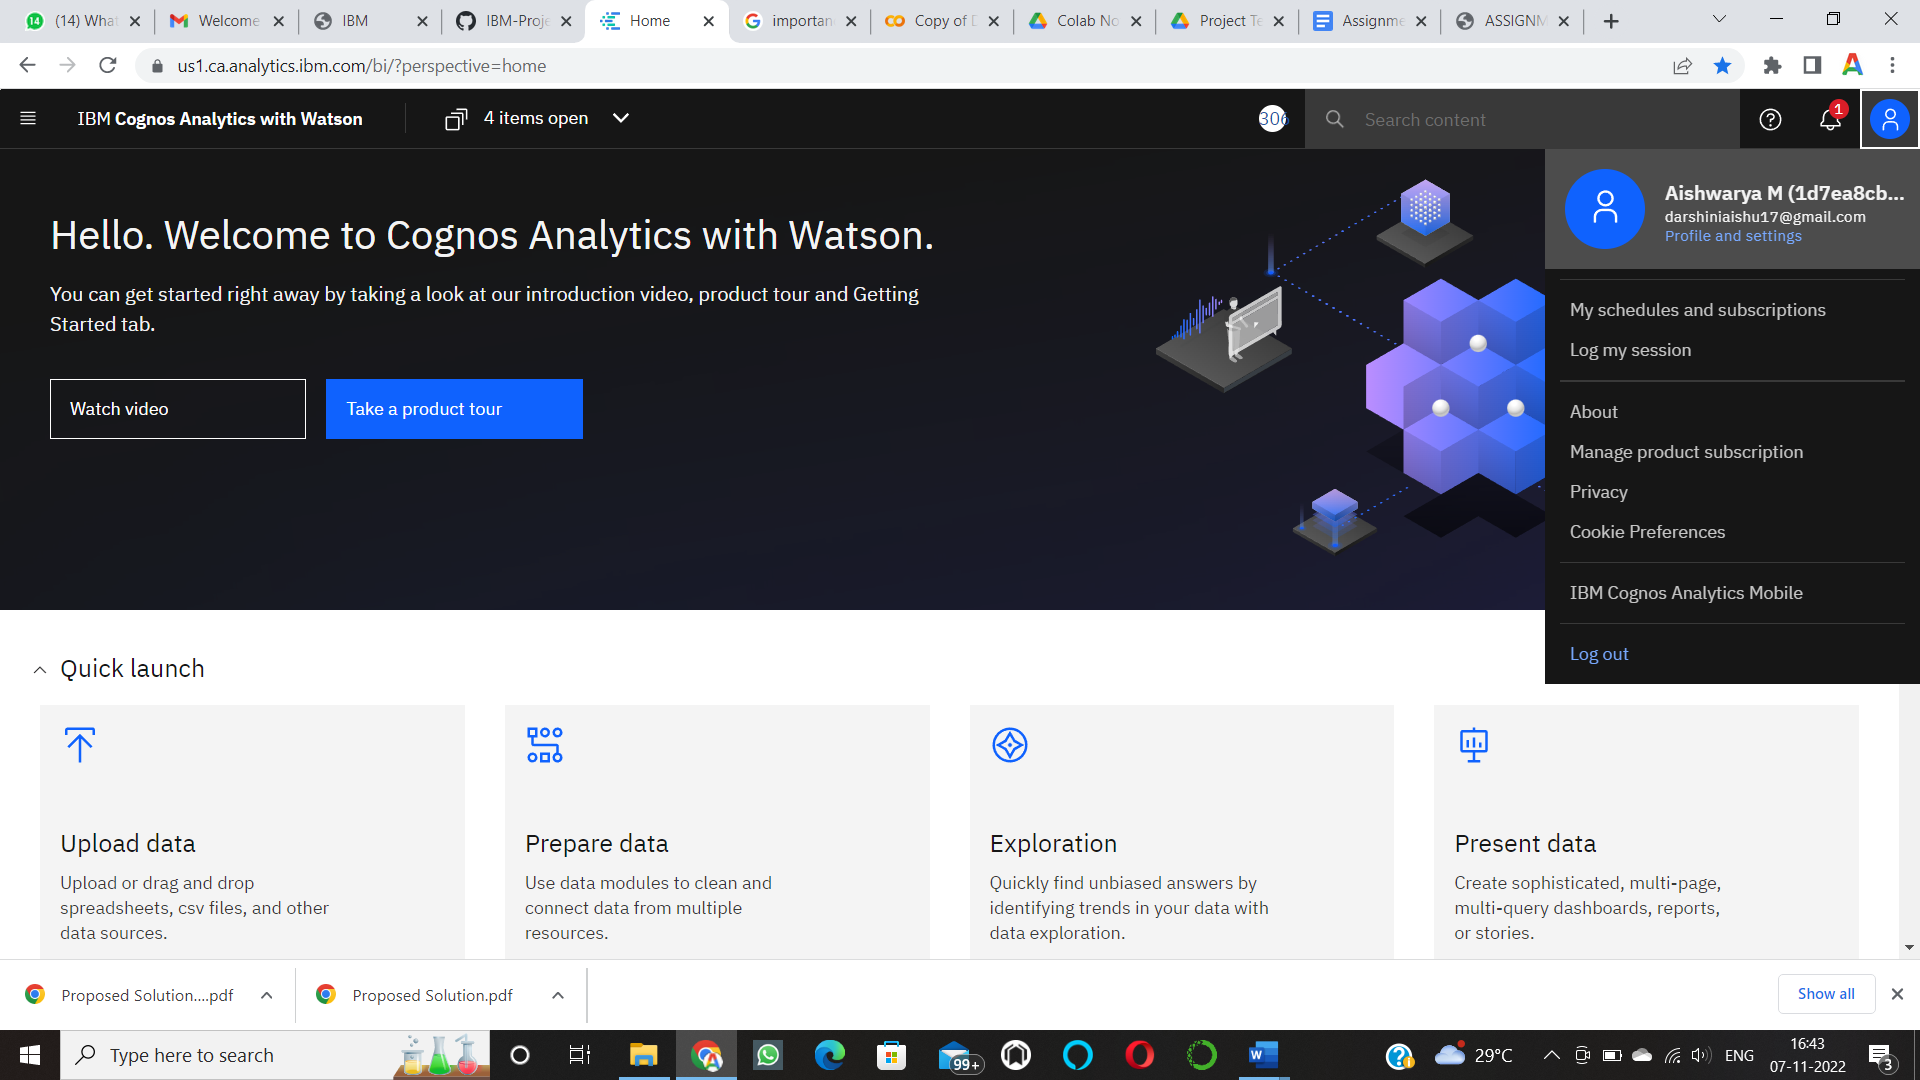 14
(14) What
Welcome
IBM
IBM-Proje
Home
importan
Copy of D
Colab No
Project Te
Assignme
ASSIGNM
us1.ca.analytics.ibm.com/bi/?perspective=home
IBM Cognos Analytics with Watson
4 items open
306
Search content
1
Aishwarya M (1d7ea8cb...
darshiniaishu17@gmail.com
Profile and settings
My schedules and subscriptions
Log my session
About
Manage product subscription
Privacy
Cookie Preferences
IBM Cognos Analytics Mobile
Log out
Hello. Welcome to Cognos Analytics with Watson.
You can get started right away by taking a look at our introduction video, product tour and Getting
Started tab.
Watch video
Take a product tour
Quick launch
Upload data
Upload or drag and drop
spreadsheets, csv files, and other
data sources.
Prepare data
Use data modules to clean and
connect data from multiple
resources.
Exploration
Quickly find unbiased answers by
identifying trends in your data with
data exploration.
Present data
Create sophisticated, multi-page,
multi-query dashboards, reports,
or stories.
Proposed Solution....pdf
Proposed Solution.pdf
Show all
Type here to search
99+
29°C
ENG
16:43
07-11-2022
3